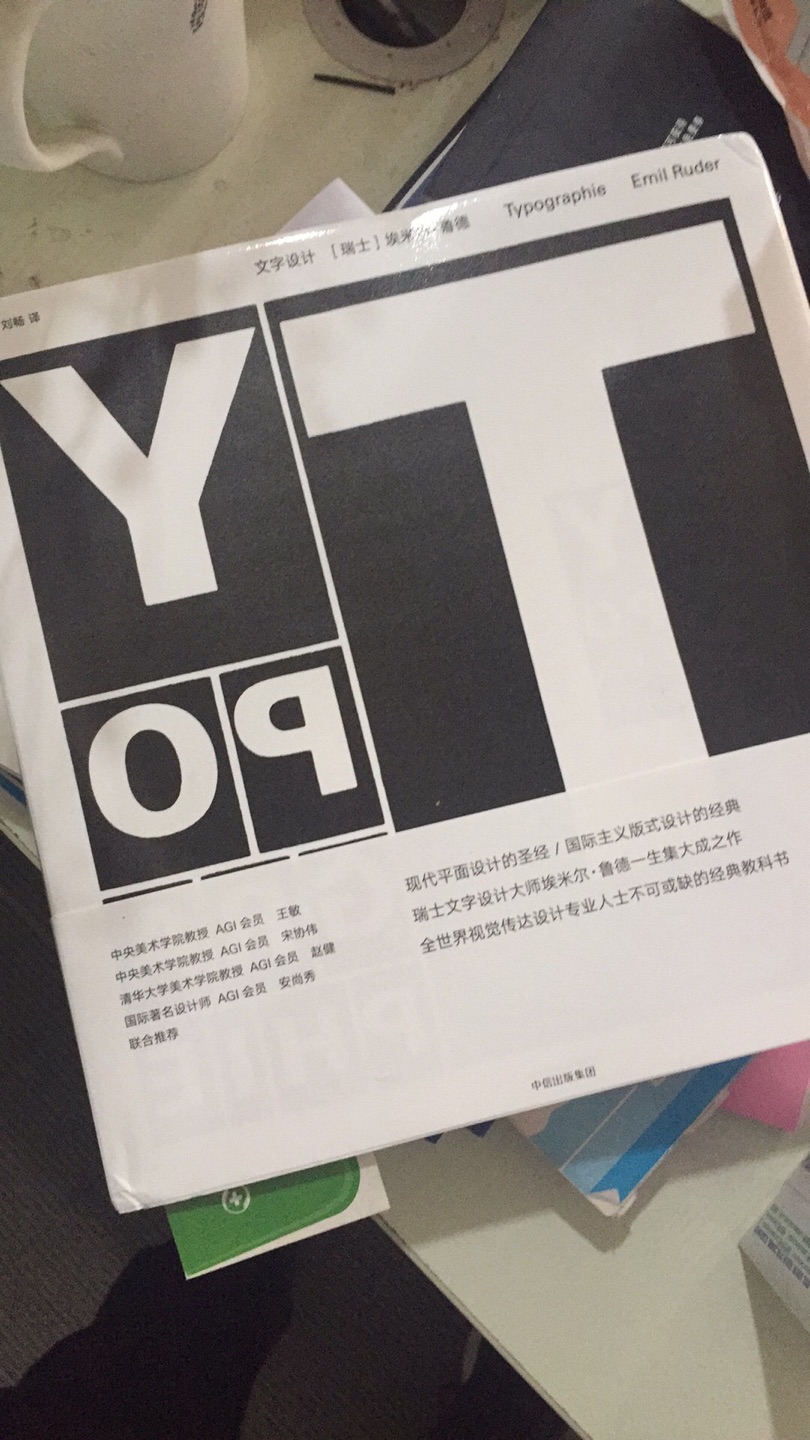 文字设计 [瑞士] 埃米尔·鲁德 Typographie Emil Ruder
刘畅 译
T
Y
P
O
现代平面设计的圣经 / 国际主义版式设计的经典
瑞士文字设计大师埃米尔·鲁德一生集大成之作
全世界视觉传达设计专业人士不可或缺的经典教科书
中央美术学院教授 AGI 会员 王敏
中央美术学院教授 AGI 会员 宋协伟
清华大学美术学院教授 AGI 会员 赵健
国际著名设计师 AGI 会员 安尚秀
联合推荐
中信出版集团